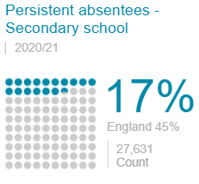 Persistent absentees -
Secondary school
2020/21
17%
England 45%
27,631
Count